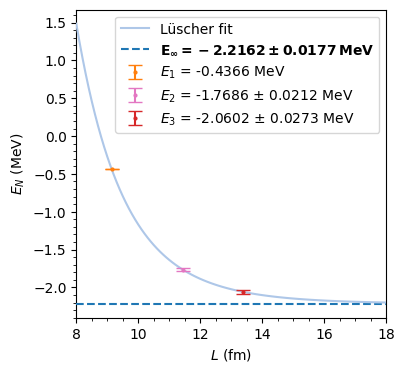 Lüscher fit
E∞ = − 2.2162 ± 0.0177 MeV
E₁ = -0.4366 MeV
E₂ = -1.7686 ± 0.0212 MeV
E₃ = -2.0602 ± 0.0273 MeV
1.5
1.0
0.5
0.0
−0.5
−1.0
−1.5
−2.0
E_N (MeV)
8
10
12
14
16
18
L (fm)